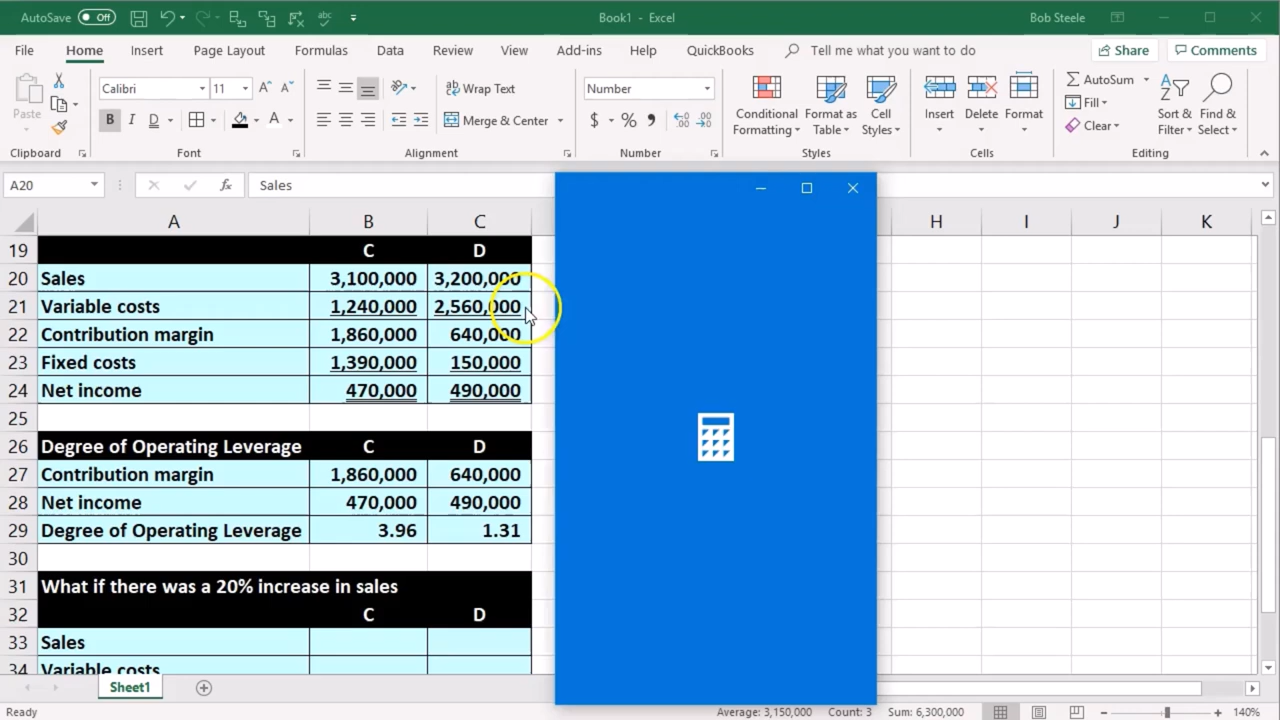 AutoSave Off Book1 - Excel Bob Steele
File Home Insert Page Layout Formulas Data Review View Add-ins Help QuickBooks Tell me what you want to do Share Comments
Calibri 11 Wrap Text Number AutoSum
Paste Fill
B I D A Merge & Center $ % Conditional Formatting Format as Table Cell Styles Insert Delete Format Clear Sort & Filter Find & Select
Clipboard Font Alignment Number Styles Cells Editing
A20 fx Sales
A B C H I J K
19 C D
20 Sales 3,100,000 3,200,000
21 Variable costs 1,240,000 2,560,000
22 Contribution margin 1,860,000 640,000
23 Fixed costs 1,390,000 150,000
24 Net income 470,000 490,000
25
26 Degree of Operating Leverage C D
27 Contribution margin 1,860,000 640,000
28 Net income 470,000 490,000
29 Degree of Operating Leverage 3.96 1.31
30
31 What if there was a 20% increase in sales
32 C D
33 Sales
34 Variable costs
Sheet1
Ready Average: 3,150,000 Count: 3 Sum: 6,300,000 140%